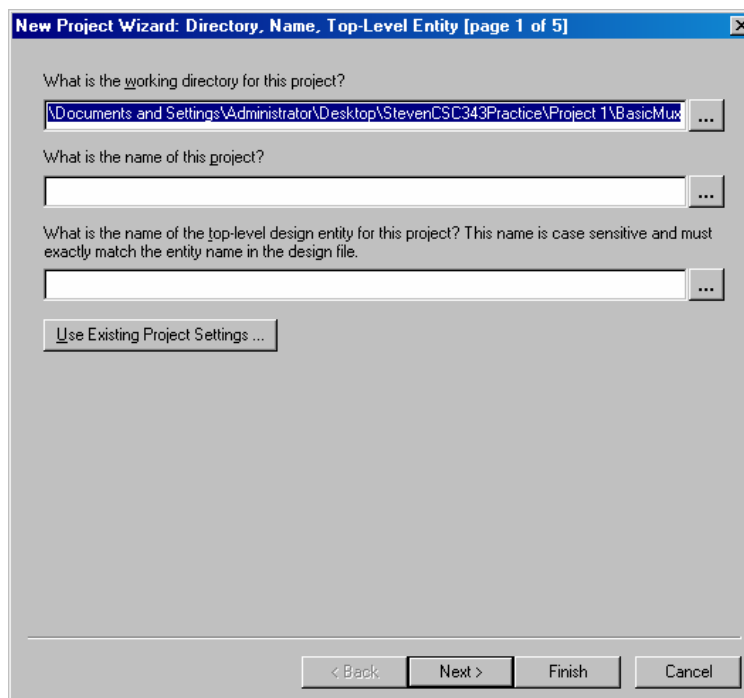 New Project Wizard: Directory, Name, Top-Level Entity [page 1 of 5]
What is the working directory for this project?
\Documents and Settings\Administrator\Desktop\StevenCSC343Practice\Project 1\BasicMux
...
What is the name of this project?
...
What is the name of the top-level design entity for this project? This name is case sensitive and must
exactly match the entity name in the design file.
...
Use Existing Project Settings ...
< Back
Next >
Finish
Cancel